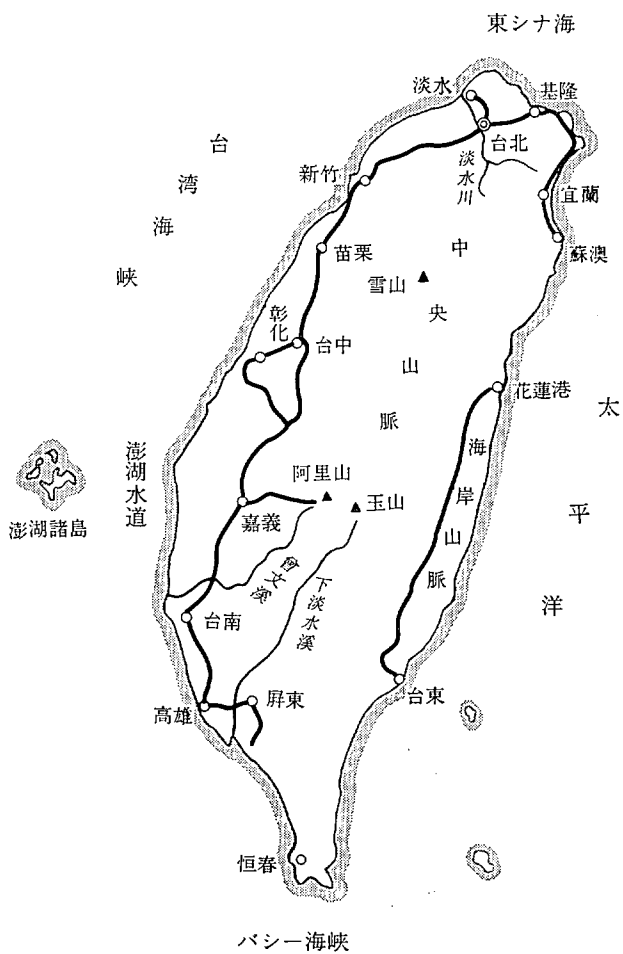 東シナ海
淡水
基隆
台北
淡水川
台湾海峡
新竹
宜蘭
苗栗
蘇澳
雪山
中央山脈
彰化
台中
花蓮港
太平洋
海岸山脈
澎湖水道
澎湖諸島
阿里山
玉山
嘉義
曾文溪
下淡水溪
台南
高雄
屏東
台東
恒春
バシー海峡